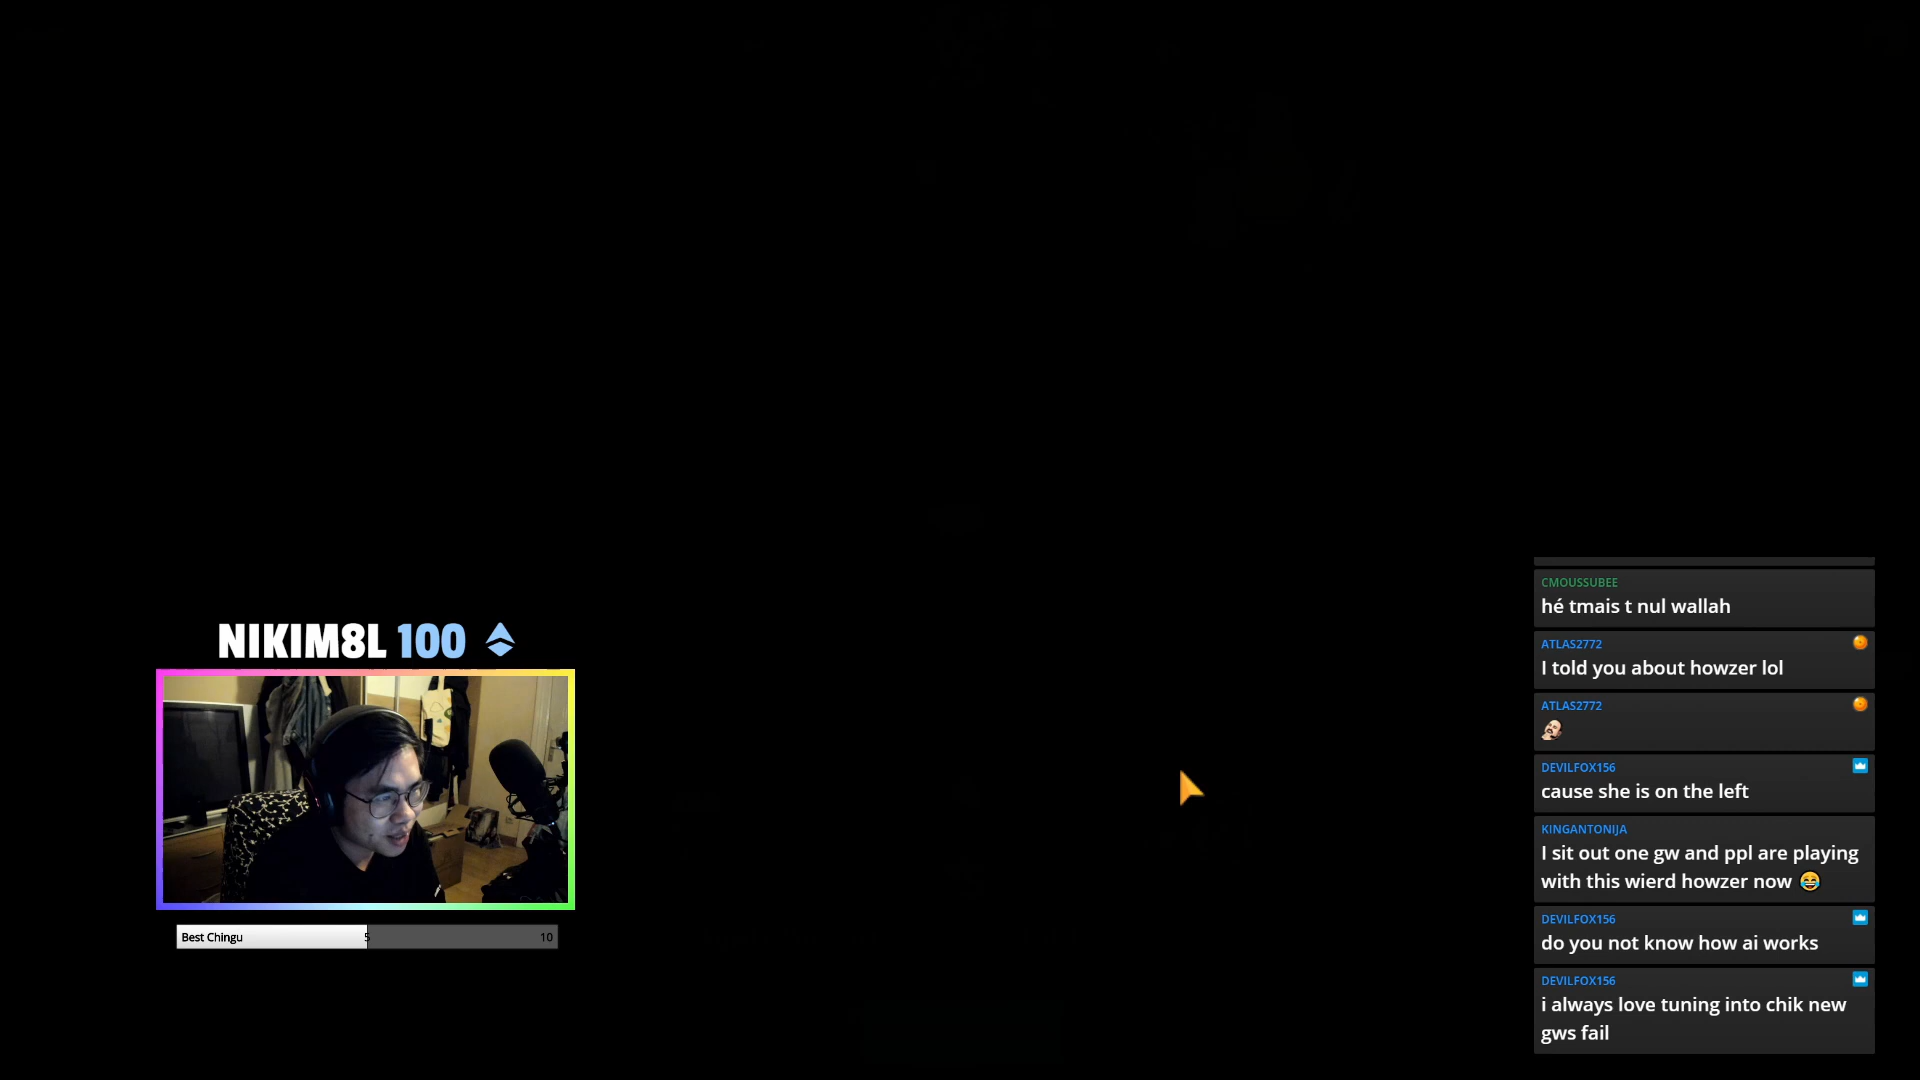 NIKIM8L 100
Best Chingu 5 10
CMOUSSUBEE
hé tmais t nul wallah
ATLAS2772
I told you about howzer lol
ATLAS2772
DEVILFOX156
cause she is on the left
KINGANTONIJA
I sit out one gw and ppl are playing
with this wierd howzer now 😂
DEVILFOX156
do you not know how ai works
DEVILFOX156
i always love tuning into chik new
gws fail